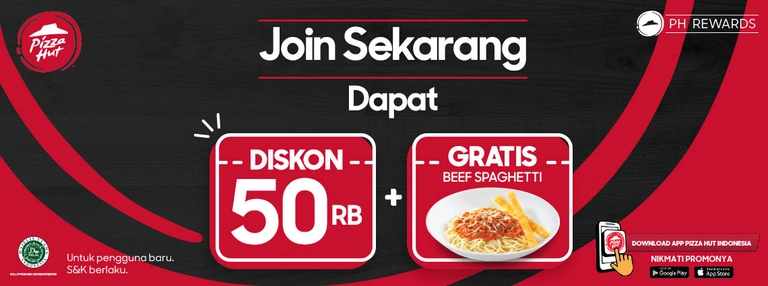 Pizza
Hut
PH REWARDS
Join Sekarang
Dapat
DISKON
50 RB
+
GRATIS
BEEF SPAGHETTI
Untuk pengguna baru.
S&K berlaku.
DOWNLOAD APP PIZZA HUT INDONESIA
NIKMATI PROMONYA
Google Play
App Store